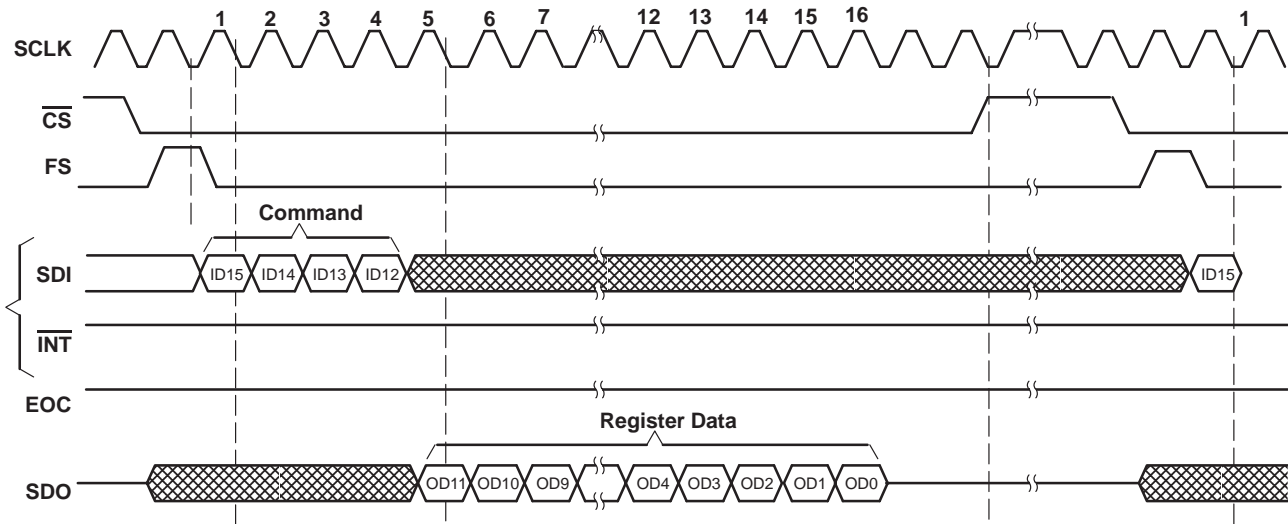 1 2 3 4 5 6 7 12 13 14 15 16 1
SCLK
CS
FS
Command
SDI ID15 ID14 ID13 ID12 ID15
INT
EOC
Register Data
SDO OD11 OD10 OD9 OD4 OD3 OD2 OD1 OD0